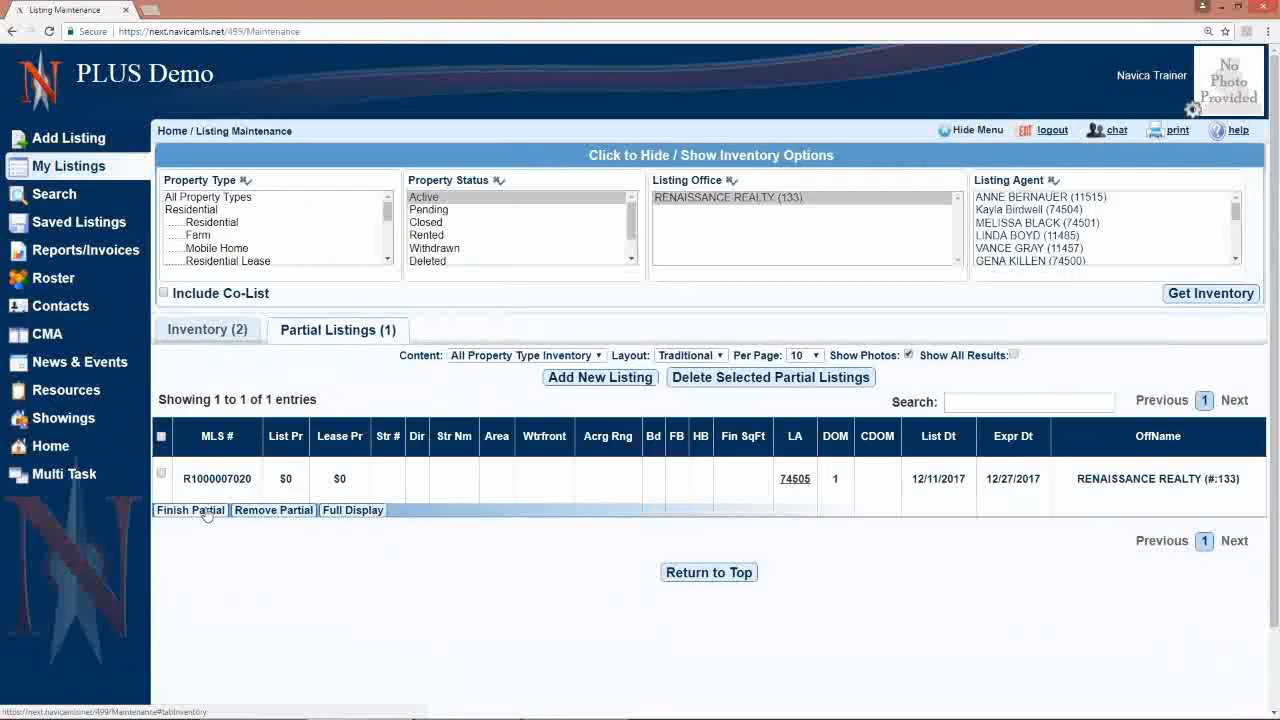 Listing Maintenance
Secure https://next.navicamls.net/499/Maintenance
N PLUS Demo
Navica Trainer
No Photo Provided
Add Listing
My Listings
Search
Saved Listings
Reports/Invoices
Roster
Contacts
CMA
News & Events
Resources
Showings
Home
Multi Task
Home / Listing Maintenance
Hide Menu EXIT logout chat print help
Click to Hide / Show Inventory Options
Property Type
All Property Types
Residential
......Residential
......Farm
......Mobile Home
......Residential Lease
Property Status
Active
Pending
Closed
Rented
Withdrawn
Deleted
Listing Office
RENAISSANCE REALTY (133)
Listing Agent
ANNE BERNAUER (11515)
Kayla Birdwell (74504)
MELISSA BLACK (74501)
LINDA BOYD (11485)
VANCE GRAY (11457)
GENA KILLEN (74500)
Include Co-List
Get Inventory
Inventory (2) Partial Listings (1)
Content: All Property Type Inventory Layout: Traditional Per Page: 10 Show Photos: Show All Results:
Add New Listing Delete Selected Partial Listings
Showing 1 to 1 of 1 entries
Search:
Previous 1 Next
MLS # List Pr Lease Pr Str # Dir Str Nm Area Wtrfront Acrg Rng Bd FB HB Fin SqFt LA DOM CDOM List Dt Expr Dt OffName
R1000007020 $0 $0 74505 1 12/11/2017 12/27/2017 RENAISSANCE REALTY (#:133)
Finish Partial Remove Partial Full Display
Previous 1 Next
Return to Top
https://next.navicamls.net/499/Maintenance#tabInventory